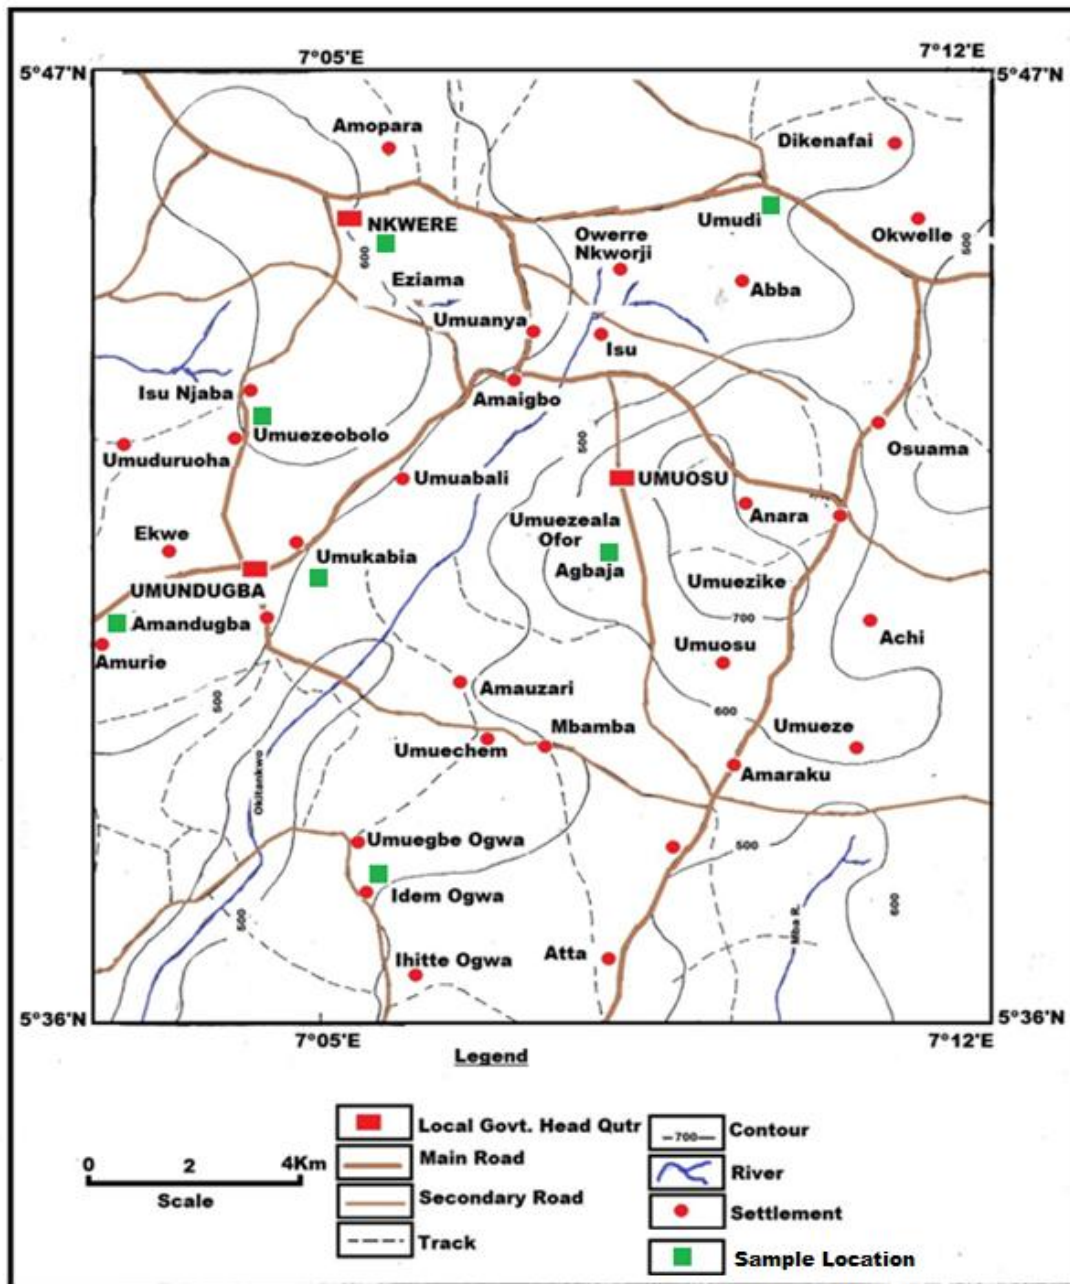 7°05'E
7°12'E
5°47'N
5°47'N
Amopara
Dikenafai
NKWERE
Umudi
Okwelle
Owerre
Nkworji
600
500
Eziama
Abba
Umuanya
Isu
Isu Njaba
Amaigbo
Umuezeobolo
500
Osuama
Umuduruoha
Umuabali
UMUOSU
Anara
Ekwe
Umuezeala
Ofor
Umukabia
Agbaja
Umuezike
UMUNDUGBA
Amandugba
700
Achi
Amurie
Umuosu
Amauzari
500
600
Mbamba
Umueze
Umuechem
Amaraku
Okitankwo
Umuegbe Ogwa
500
Idem Ogwa
600
500
Mba R.
Ihitte Ogwa
Atta
5°36'N
5°36'N
7°05'E
7°12'E
Legend
Local Govt. Head Qutr
Main Road
Secondary Road
Track
—700—
Contour
River
Settlement
Sample Location
0 2 4Km
Scale